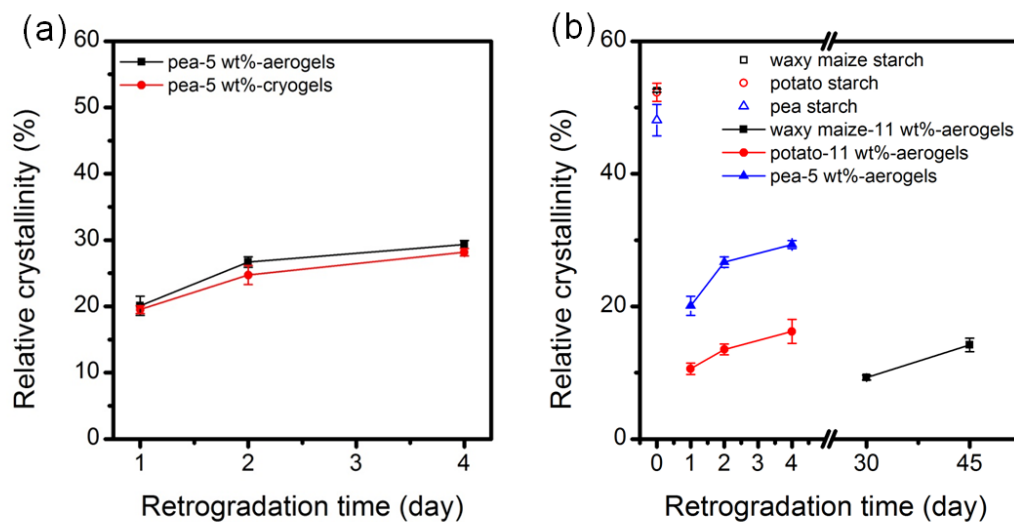 (a)
60
50
40
30
20
10
0
Relative crystallinity (%)
pea-5 wt%-aerogels
pea-5 wt%-cryogels
1 2 3 4
Retrogradation time (day)
(b)
60
50
40
30
20
10
0
Relative crystallinity (%)
waxy maize starch
potato starch
pea starch
waxy maize-11 wt%-aerogels
potato-11 wt%-aerogels
pea-5 wt%-aerogels
0 1 2 3 4 30 45
Retrogradation time (day)